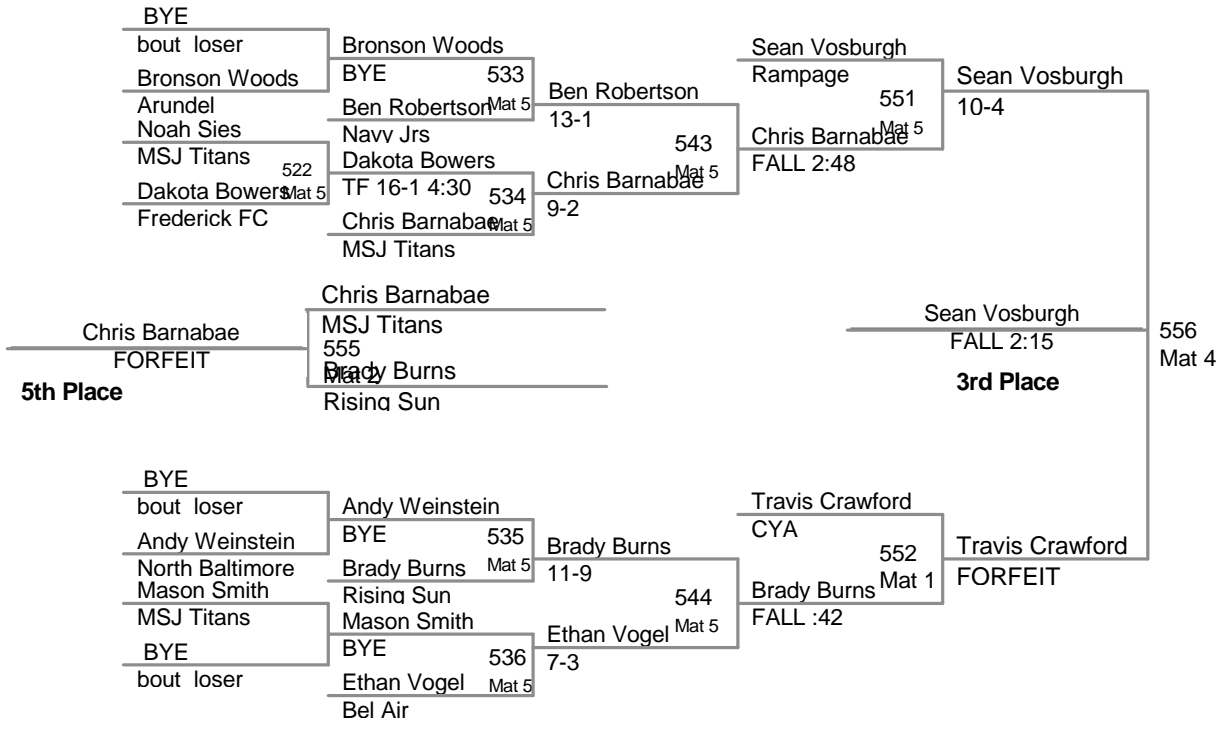 BYE
bout loser
Bronson Woods
Arundel
Noah Sies
MSJ Titans
522
Mat 5
Dakota Bowers
Frederick FC
Bronson Woods
BYE
533
Mat 5
Ben Robertson
Navy Jrs
Dakota Bowers
TF 16-1 4:30
534
Mat 5
Chris Barnabae
MSJ Titans
Ben Robertson
13-1
543
Mat 5
Chris Barnabae
9-2
Sean Vosburgh
Rampage
551
Mat 5
Chris Barnabae
FALL 2:48
Sean Vosburgh
10-4
Chris Barnabae
MSJ Titans
555
Mat 2
Brady Burns
Rising Sun
Chris Barnabae
FORFEIT
5th Place
Sean Vosburgh
FALL 2:15
3rd Place
556
Mat 4
BYE
bout loser
Andy Weinstein
North Baltimore
Mason Smith
MSJ Titans
BYE
bout loser
Andy Weinstein
BYE
535
Mat 5
Brady Burns
Rising Sun
Mason Smith
BYE
536
Mat 5
Ethan Vogel
Bel Air
Brady Burns
11-9
544
Mat 5
Ethan Vogel
7-3
Travis Crawford
CYA
552
Mat 1
Brady Burns
FALL :42
Travis Crawford
FORFEIT